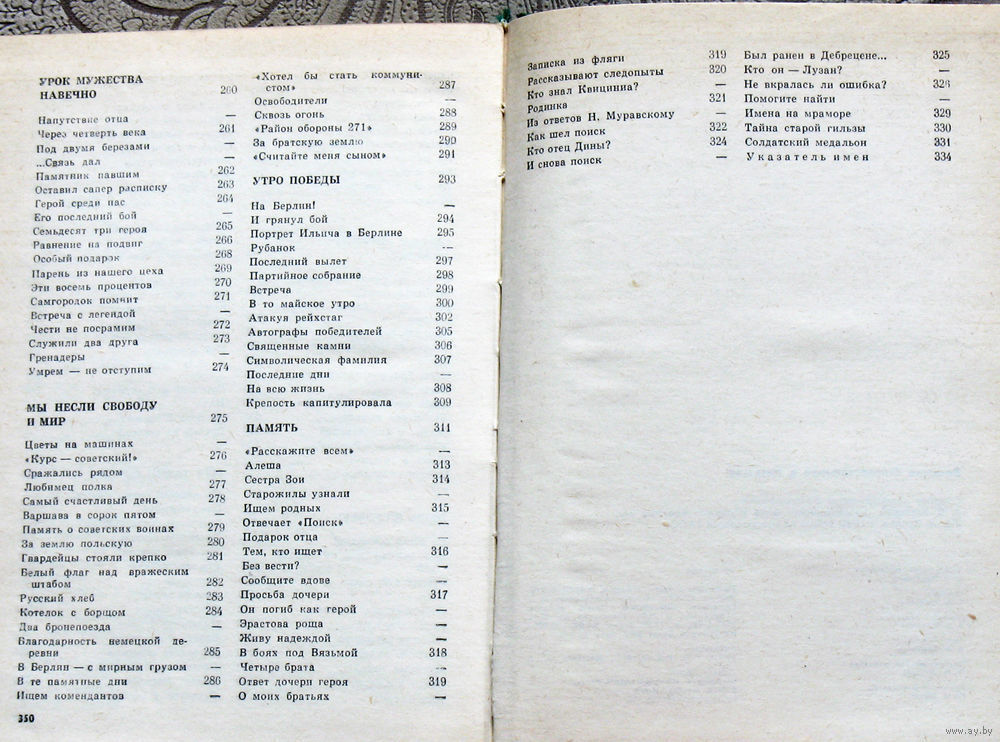 УРОК МУЖЕСТВА
НАВЕЧНО 260
Напутствие отца —
Через четверть века 261
Под двумя березами —
...Связь дал —
Памятник павшим 262
Оставил сапер расписку 263
Герой среди нас 264
Его последний бой —
Семьдесят три героя 265
Равнение на подвиг 266
Особый подарок 268
Парень из нашего цеха 269
Эти восемь процентов 270
Самгородок помнит 271
Встреча с легендой —
Чести не посрамим 272
Служили два друга 273
Гренадеры —
Умрем — не отступим 274
МЫ НЕСЛИ СВОБОДУ
И МИР 275
Цветы на машинах —
«Курс — советский!» 276
Сражались рядом —
Любимец полка 277
Самый счастливый день 278
Варшава в сорок пятом —
Память о советских воинах 279
За землю польскую 280
Гвардейцы стояли крепко 281
Белый флаг над вражеским
штабом 282
Русский хлеб 283
Котелок с борщом 284
Два бронепоезда —
Благодарность немецкой де-
ревни 285
В Берлин — с мирным грузом —
В те памятные дни 286
Ищем комендантов —
350
«Хотел бы стать коммуни-
стом» 287
Освободители —
Сквозь огонь 288
«Район обороны 271» 289
За братскую землю 290
«Считайте меня сыном» 291
УТРО ПОБЕДЫ 293
На Берлин! —
И грянул бой 294
Портрет Ильича в Берлине 295
Рубанок —
Последний вылет 297
Партийное собрание 298
Встреча 299
В то майское утро 300
Атакуя рейхстаг 302
Автографы победителей 305
Священные камни 306
Символическая фамилия 307
Последние дни —
На всю жизнь 308
Крепость капитулировала 309
ПАМЯТЬ 311
«Расскажите всем» —
Алеша 313
Сестра Зои 314
Старожилы узнали —
Ищем родных 315
Отвечает «Поиск» —
Подарок отца —
Тем, кто ищет 316
Без вести? —
Сообщите вдове —
Просьба дочери 317
Он погиб как герой —
Эрастова роща —
Живу надеждой —
В боях под Вязьмой 318
Четыре брата —
Ответ дочери героя 319
О моих братьях —
Записка из фляги 319
Рассказывают следопыты 320
Кто знал Квициниа? —
Родинка 321
Из ответов Н. Муравскому —
Как шел поиск 322
Кто отец Дины? 324
И снова поиск —
Был ранен в Дебрецене... 325
Кто он — Лузан? —
Не вкралась ли ошибка? 326
Помогите найти —
Имена на мраморе 329
Тайна старой гильзы 330
Солдатский медальон 331
Указатель имен 334
www.ay.by